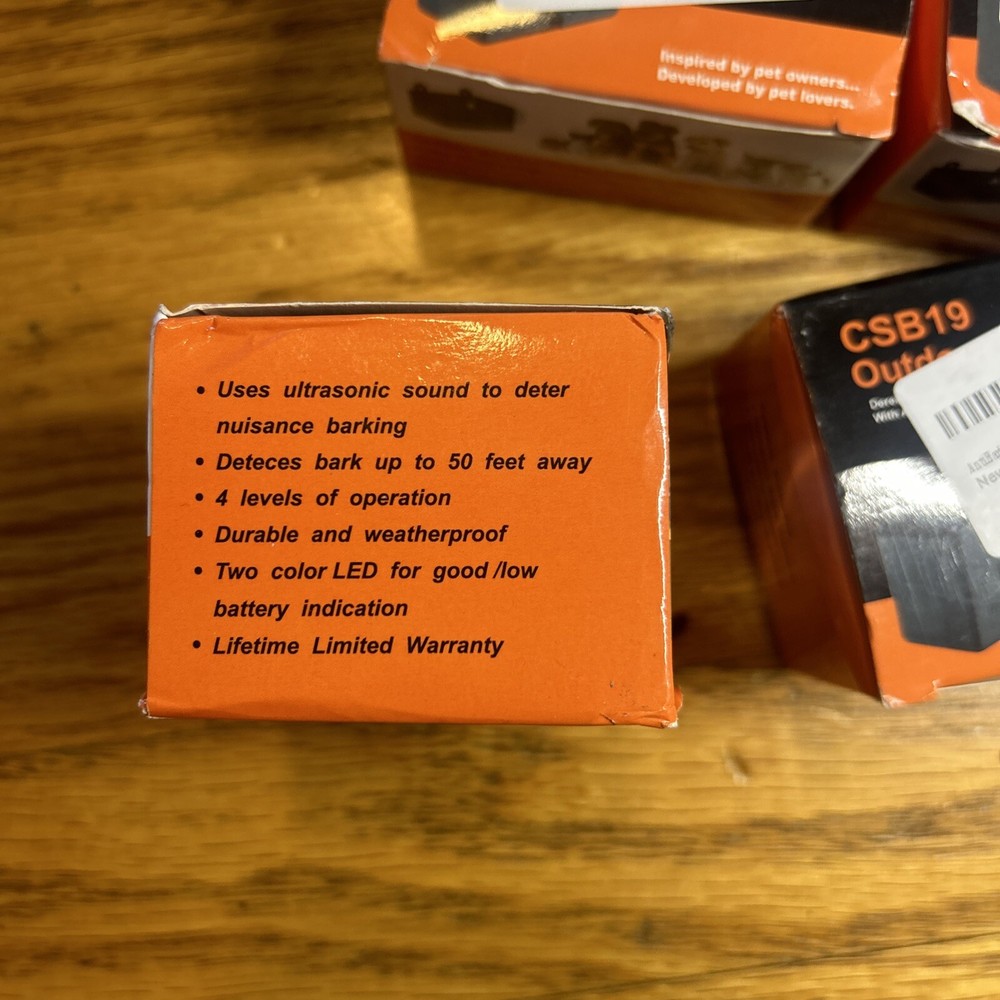 Inspired by pet owners...
Developed by pet lovers.
• Uses ultrasonic sound to deter
nuisance barking
• Deteces bark up to 50 feet away
• 4 levels of operation
• Durable and weatherproof
• Two color LED for good /low
battery indication
• Lifetime Limited Warranty
CSB19